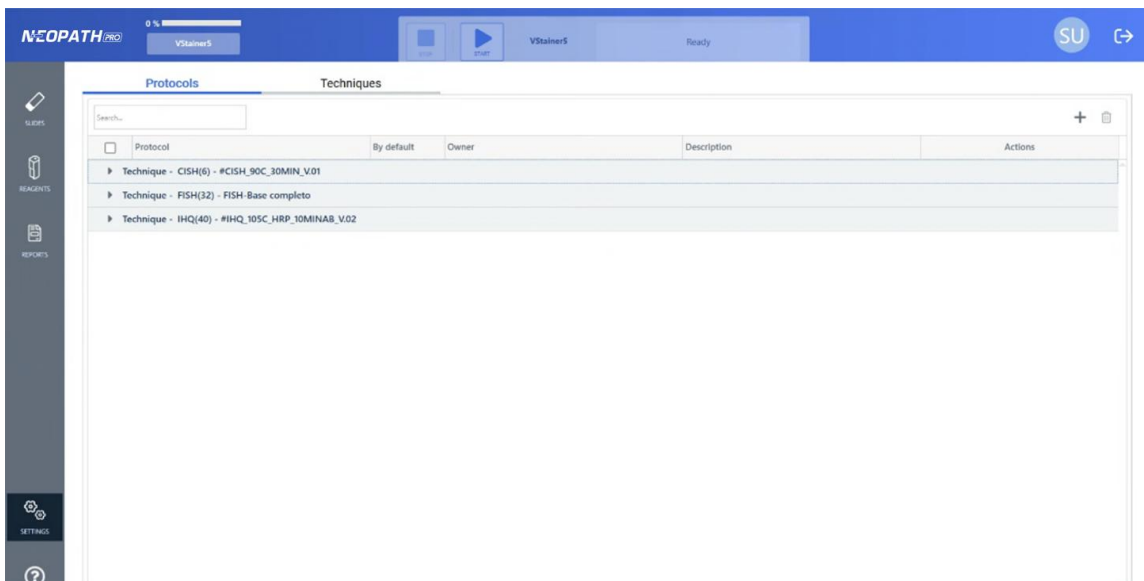 NEOPATH PRO
0 %
VStainer5
STOP
START
VStainer5
Ready
SU
SLIDES
REAGENTS
REPORTS
SETTINGS
Protocols
Techniques
Search...
Protocol
By default
Owner
Description
Actions
Technique - CISH(6) - #CISH_90C_30MIN_V.01
Technique - FISH(32) - FISH-Base completo
Technique - IHQ(40) - #IHQ_105C_HRP_10MINAB_V.02